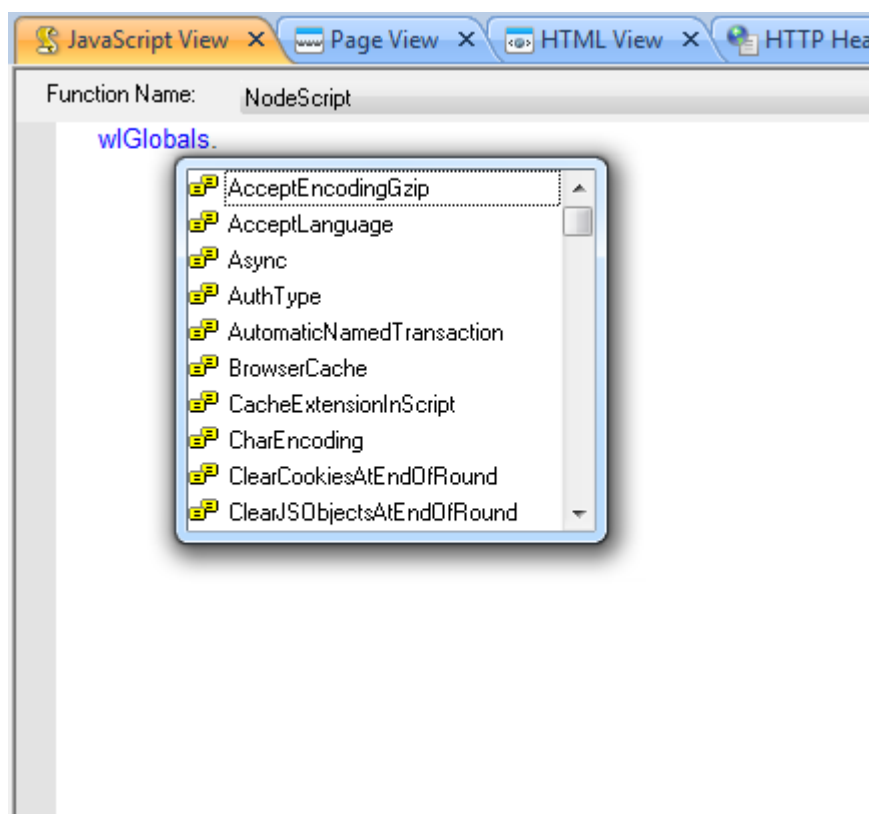 JavaScript View Page View HTML View HTTP Hea
Function Name: NodeScript
wlGlobals.
AcceptEncodingGzip
AcceptLanguage
Async
AuthType
AutomaticNamedTransaction
BrowserCache
CacheExtensionInScript
CharEncoding
ClearCookiesAtEndOfRound
ClearJSObjectsAtEndOfRound